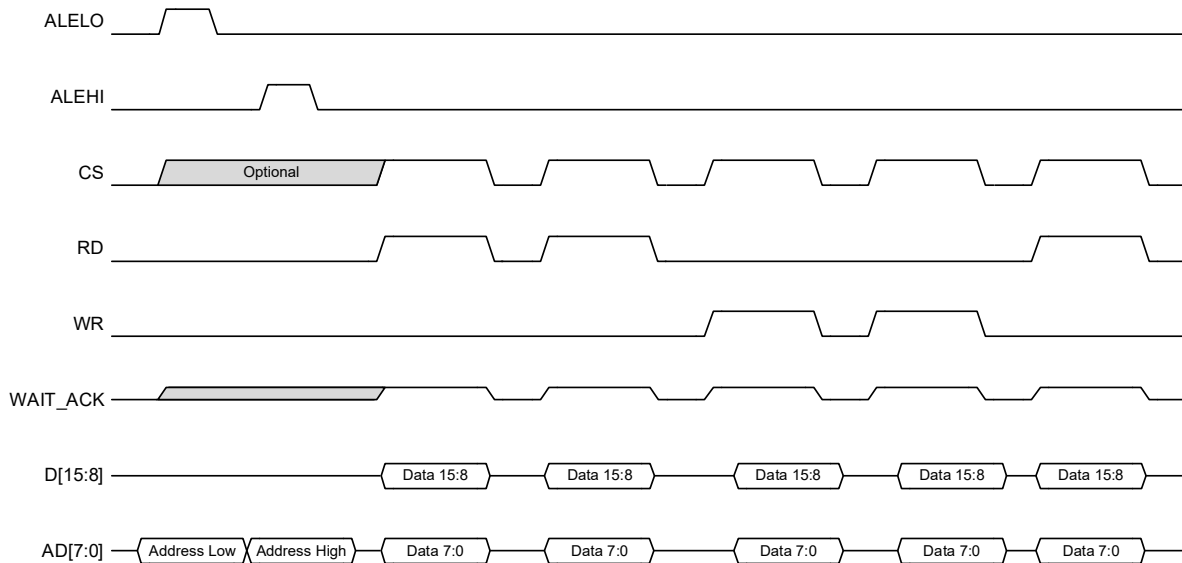 ALELO
ALEHI
CS Optional
RD
WR
WAIT_ACK
D[15:8] Data 15:8 Data 15:8 Data 15:8 Data 15:8 Data 15:8
AD[7:0] Address Low Address High Data 7:0 Data 7:0 Data 7:0 Data 7:0 Data 7:0